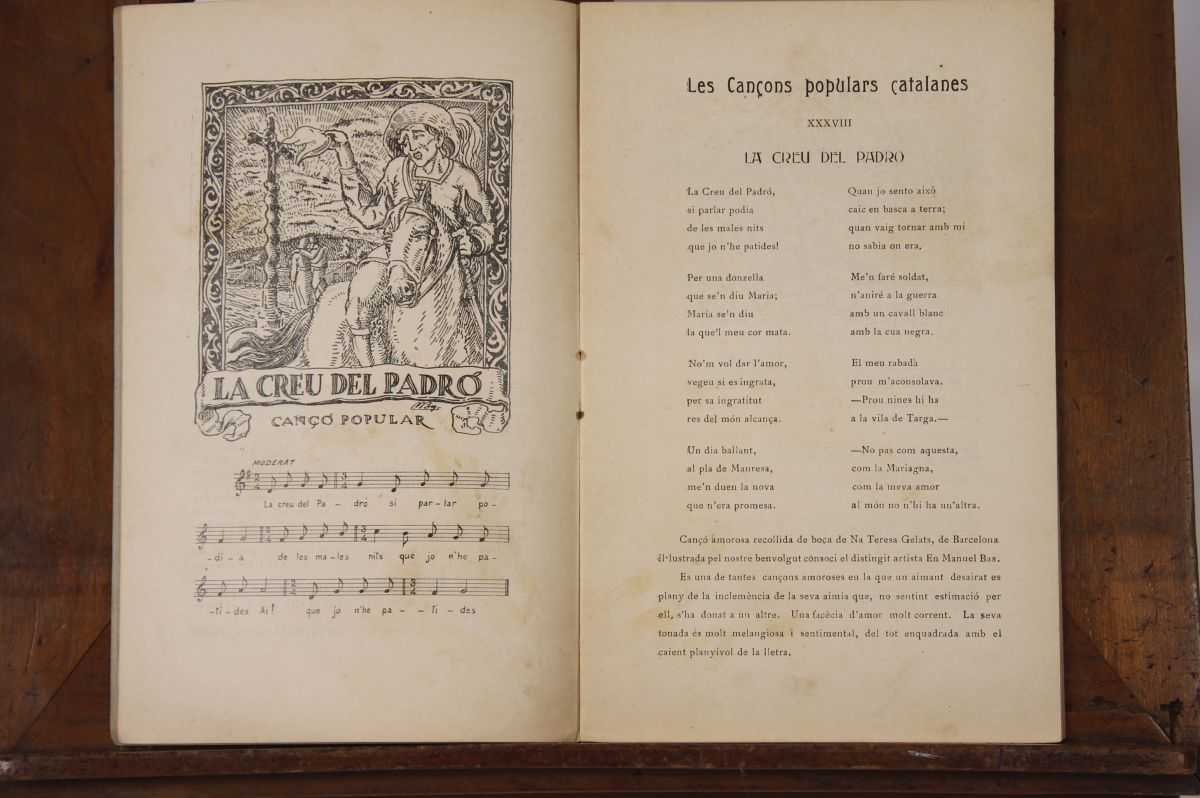 LA CREU DEL PADRÓ
CANÇÓ POPULAR
MODERAT
La creu del Pa - dró si par-lar po-
-di-a de les ma-les nits que jo n'he pa-
-ti-des Ai! que jo n'he pa - ti-des
Les Cançons populars catalanes
XXXVIII
LA CREU DEL PADRO
La Creu del Padró,
si parlar podia
de les males nits
que jo n'he patides!
Per una donzella
que se'n diu Maria;
Maria se'n diu
la que'l meu cor mata.
No'm vol dar l'amor,
vegeu si es ingrata,
per sa ingratitut
res del món alcança.
Un dia ballant,
al pla de Manresa,
me'n duen la nova
que n'era promesa.
Quan jo sento aixó
caic en basca a terra;
quan vaig tornar amb mi
no sabia on era,
Me'n faré soldat,
n'aniré a la guerra
amb un cavall blanc
amb la cua negra.
El meu rabadà
prou m'aconsolava.
—Prou nines hi ha
a la vila de Targa.—
—No pas com aquesta,
com la Mariagna,
com la meva amor
al món no n'hi ha un'altra.
Cançó amorosa recollida de boça de Na Teresa Gelats, de Barcelona
il·lustrada pel nostre benvolgut consoci el distingit artista En Manuel Bas.
Es una de tantes cançons amoroses en la que un aimant desairat es
plany de la inclemència de la seva aimia que, no sentint estimació per
ell, s'ha donat a un altre. Una facècia d'amor molt corrent. La seva
tonada és molt melangiosa i sentimental, del tot enquadrada amb el
caient planyívol de la lletra.